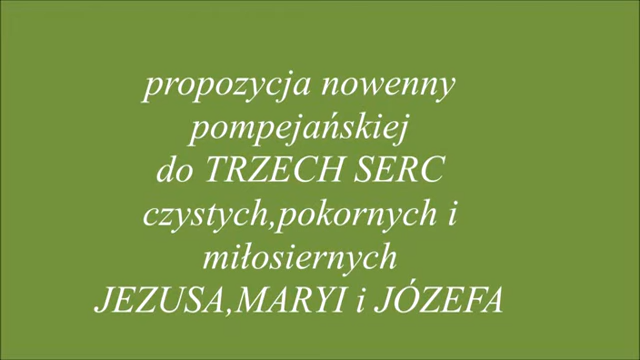 propozycja nowenny
pompejańskiej
do TRZECH SERC
czystych,pokornych i
miłosiernych
JEZUSA,MARYI i JÓZEFA